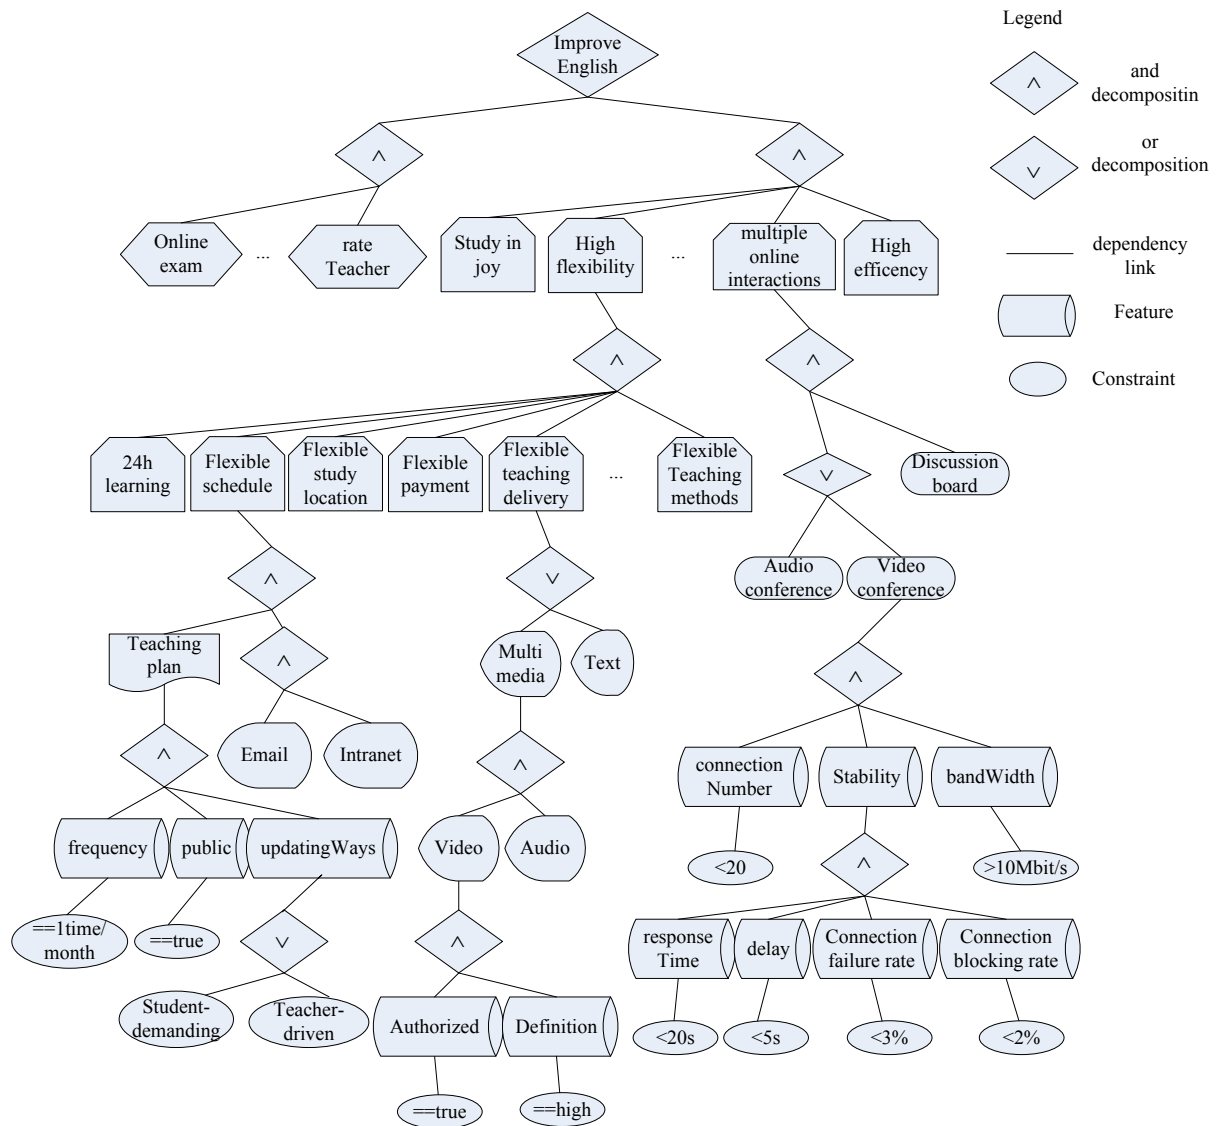 Legend
Improve
English
∧
and
decompositin
∨
or
decomposition
dependency
link
Feature
Constraint
∧
∧
Online
exam
...
rate
Teacher
Study in
joy
High
flexibility
...
multiple
online
interactions
High
efficency
∧
∧
24h
learning
Flexible
schedule
Flexible
study
location
Flexible
payment
Flexible
teaching
delivery
...
Flexible
Teaching
methods
∨
Discussion
board
∧
∨
Audio
conference
Video
conference
Teaching
plan
∧
Multi
media
Text
∧
∧
Email
Intranet
∧
connection
Number
Stability
bandWidth
frequency
public
updatingWays
Video
Audio
<20
∧
>10Mbit/s
==1time/
month
==true
∨
∧
response
Time
delay
Connection
failure rate
Connection
blocking rate
Student-
demanding
Teacher-
driven
Authorized
Definition
<20s
<5s
<3%
<2%
==true
==high